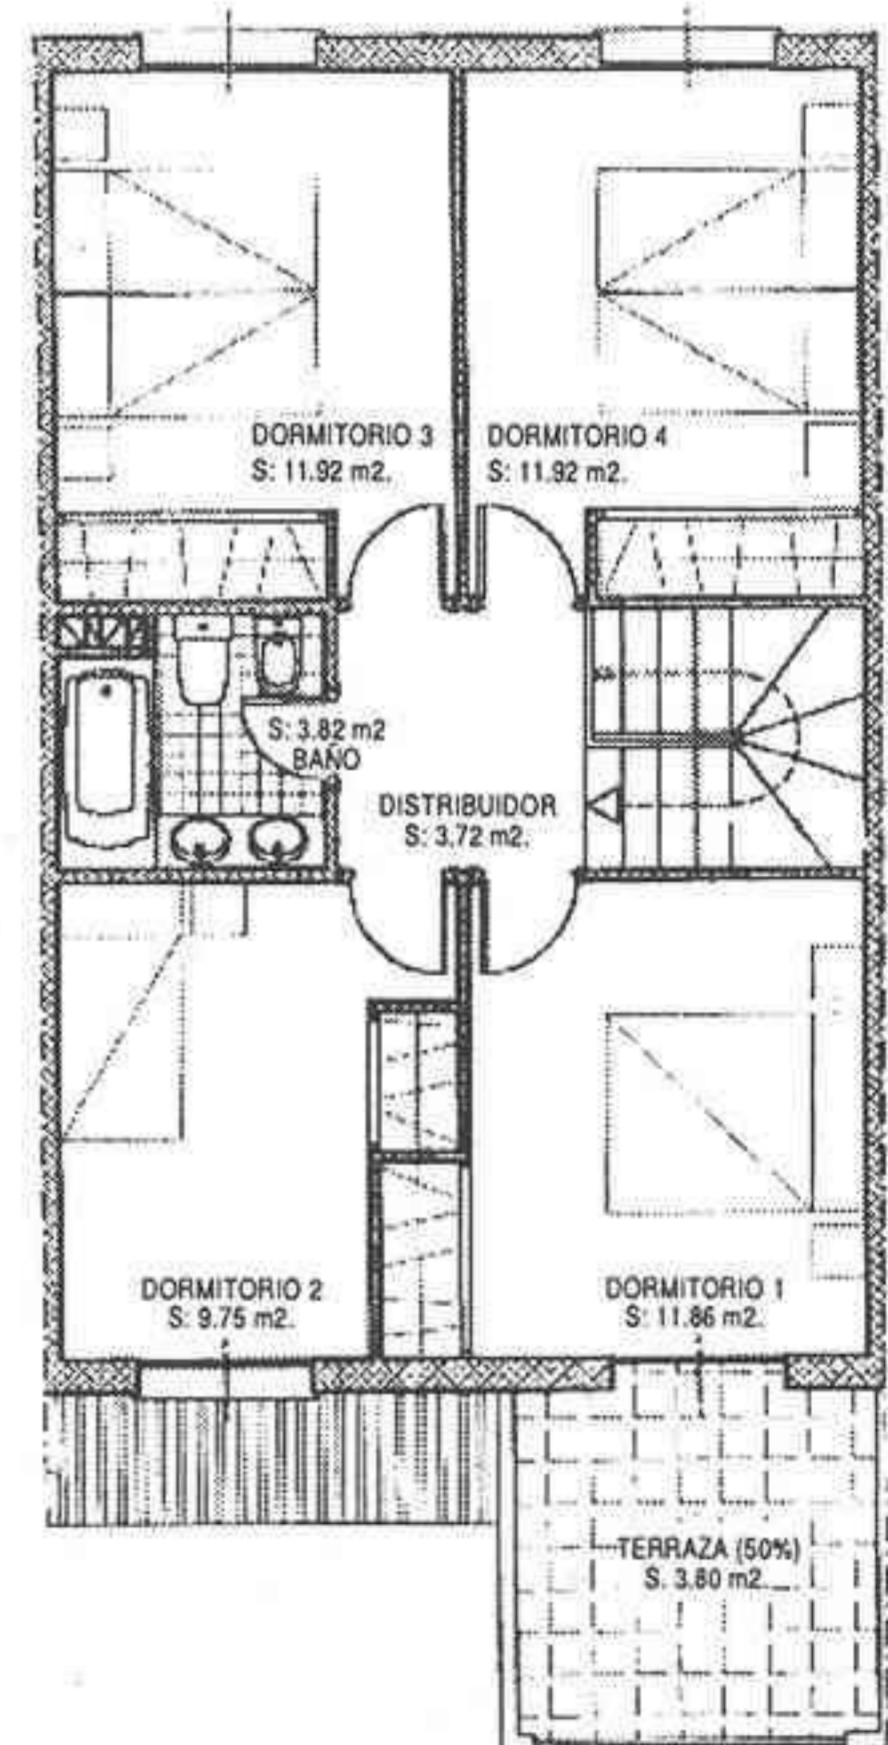 DORMITORIO 3
S: 11.92 m2.
DORMITORIO 4
S: 11.92 m2.
S: 3.82 m2
BAÑO
DISTRIBUIDOR
S: 3.72 m2.
DORMITORIO 2
S: 9.75 m2.
DORMITORIO 1
S: 11.86 m2.
TERRAZA (50%)
S. 3.80 m2.